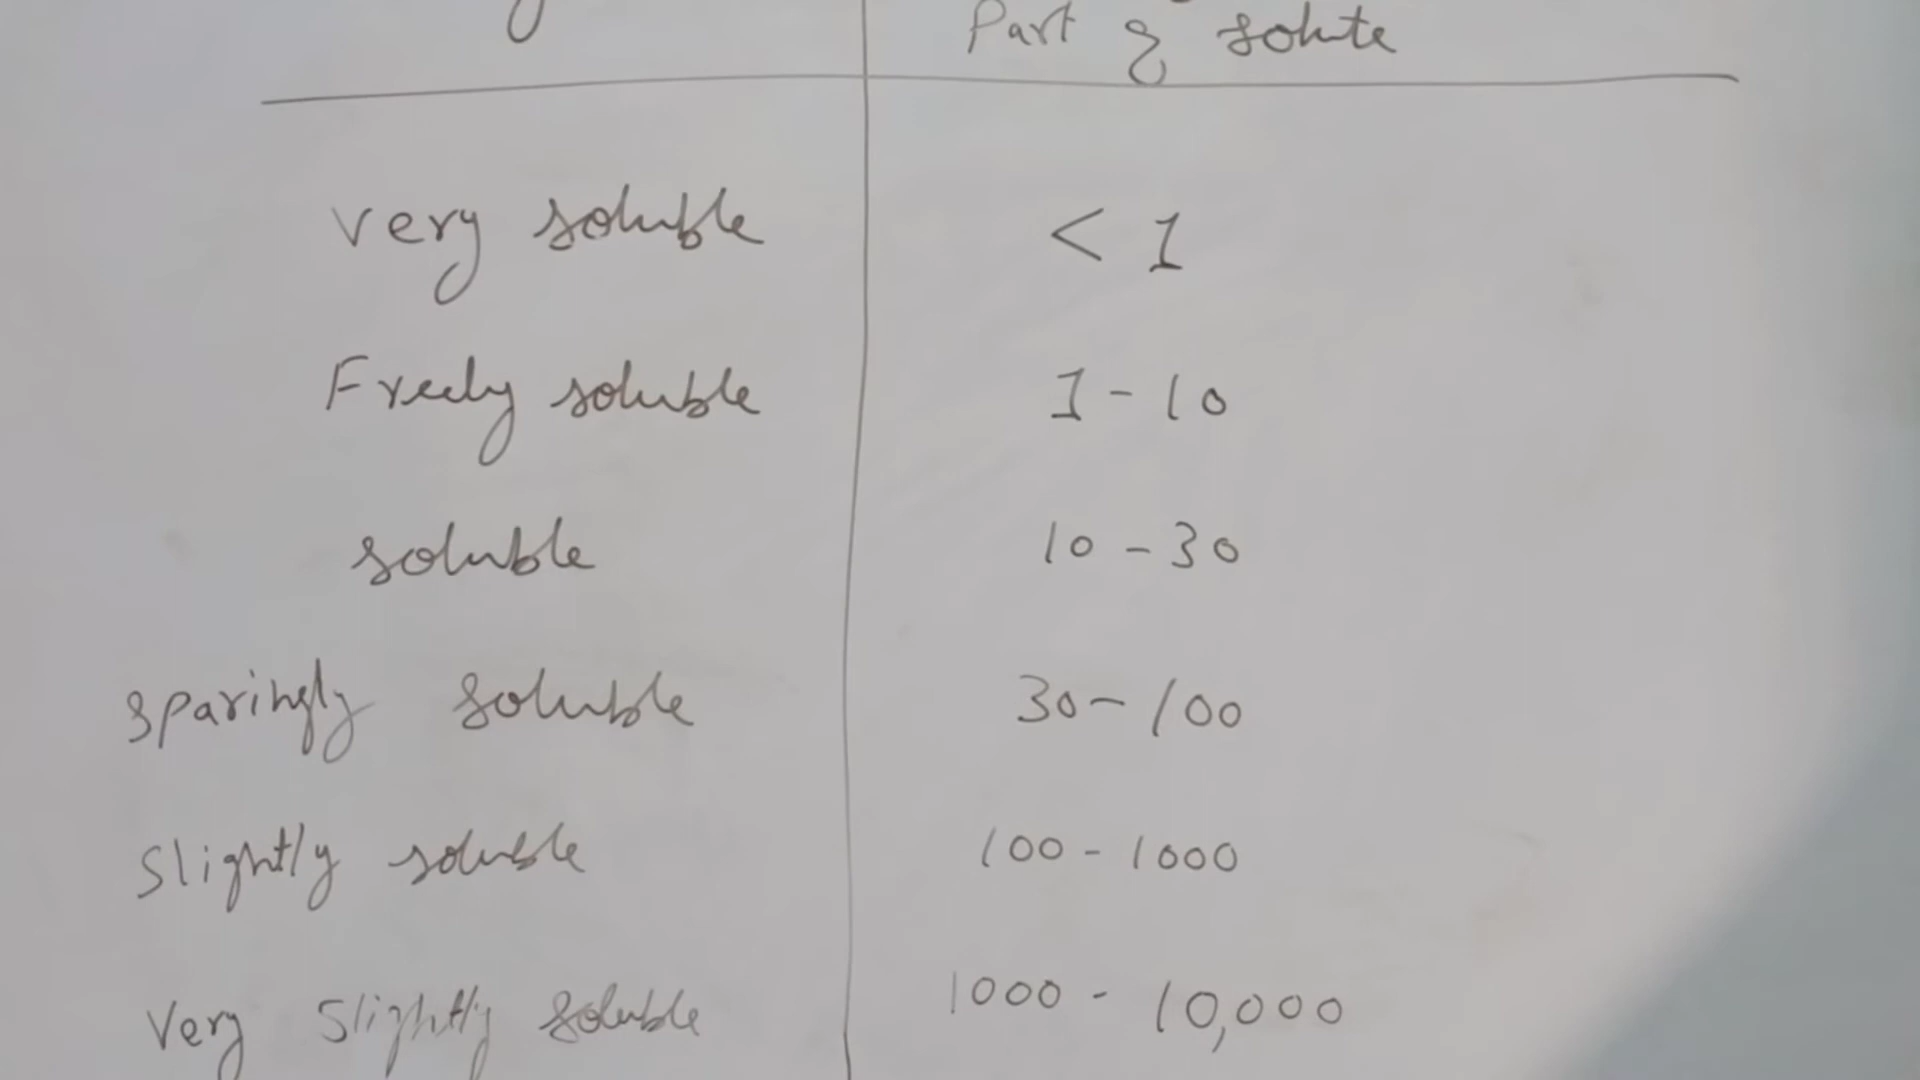 Part of solute
very soluble < 1
Freely soluble 1 - 10
soluble 10 - 30
sparingly soluble 30 - 100
slightly soluble 100 - 1000
Very slightly soluble 1000 - 10,000